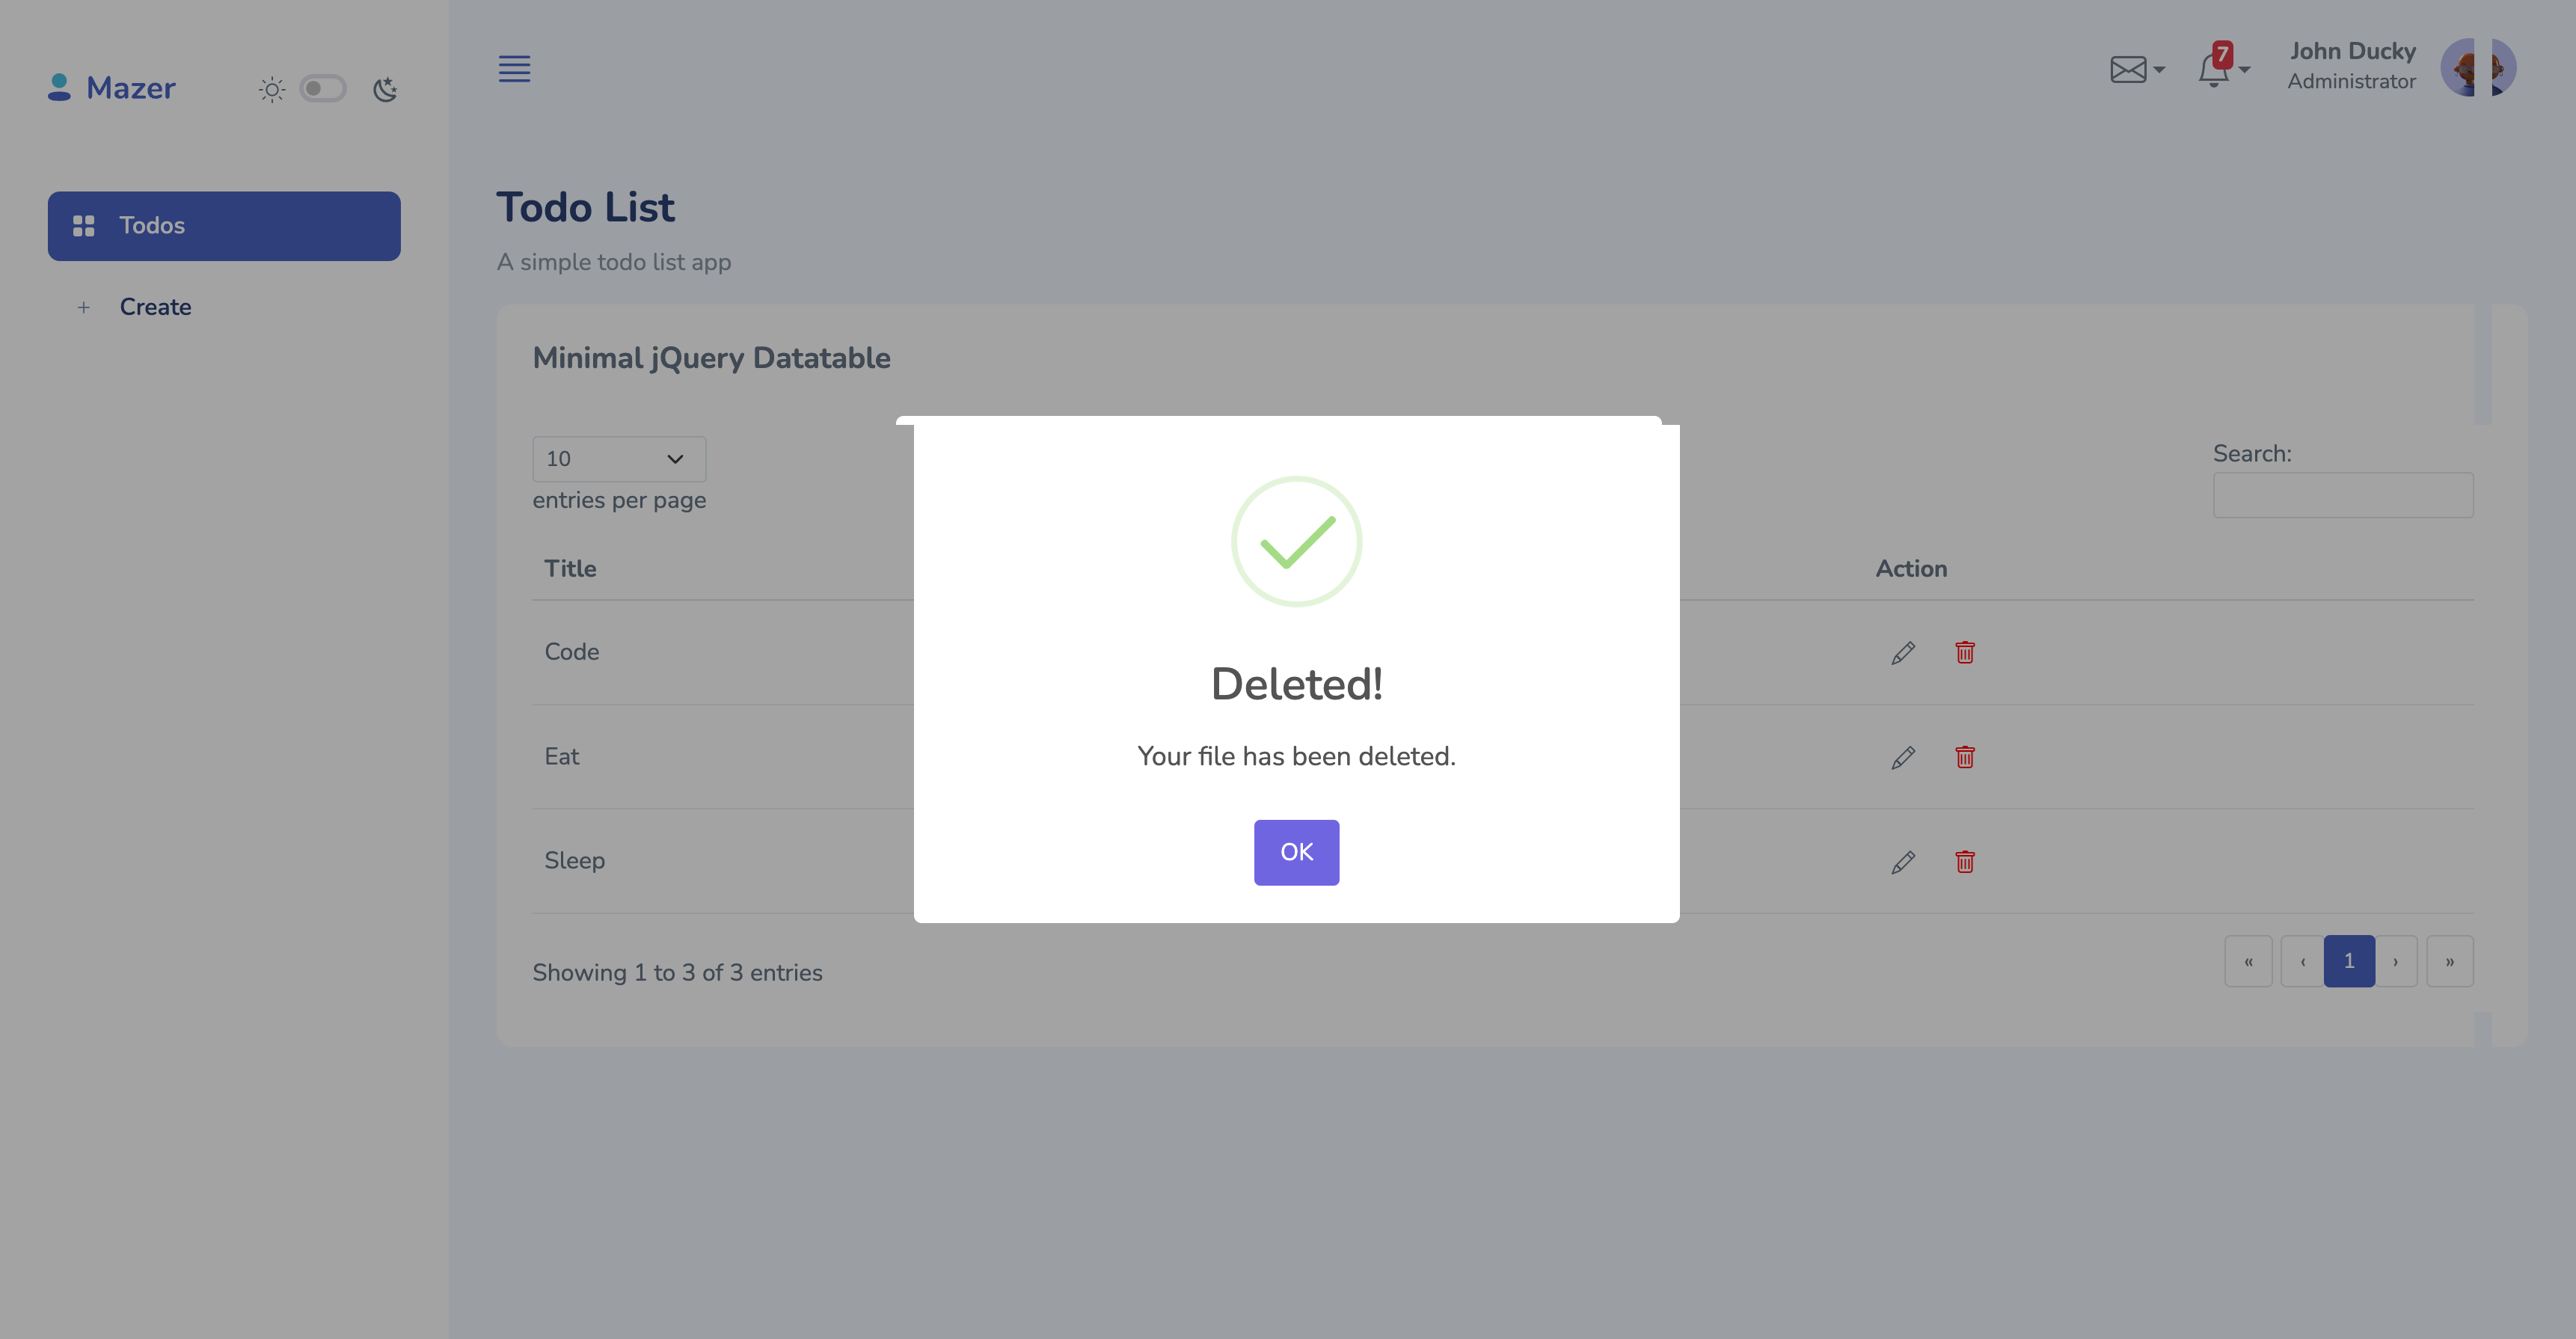 Mazer
7
John Ducky
Administrator
Todos
Create
Todo List
A simple todo list app
Minimal jQuery Datatable
10
entries per page
Search:
Title
Action
Code
Eat
Sleep
Deleted!
Your file has been deleted.
OK
Showing 1 to 3 of 3 entries
« ‹ 1 › »